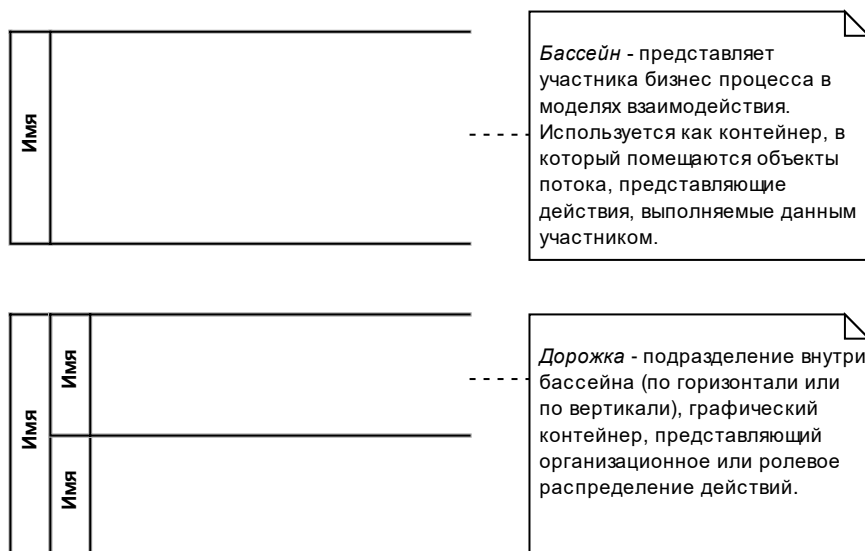 Имя
Бассейн - представляет
участника бизнес процесса в
моделях взаимодействия.
Используется как контейнер, в
который помещаются объекты
потока, представляющие
действия, выполняемые данным
участником.
Имя
Имя
Имя
Дорожка - подразделение внутри
бассейна (по горизонтали или
по вертикали), графический
контейнер, представляющий
организационное или ролевое
распределение действий.